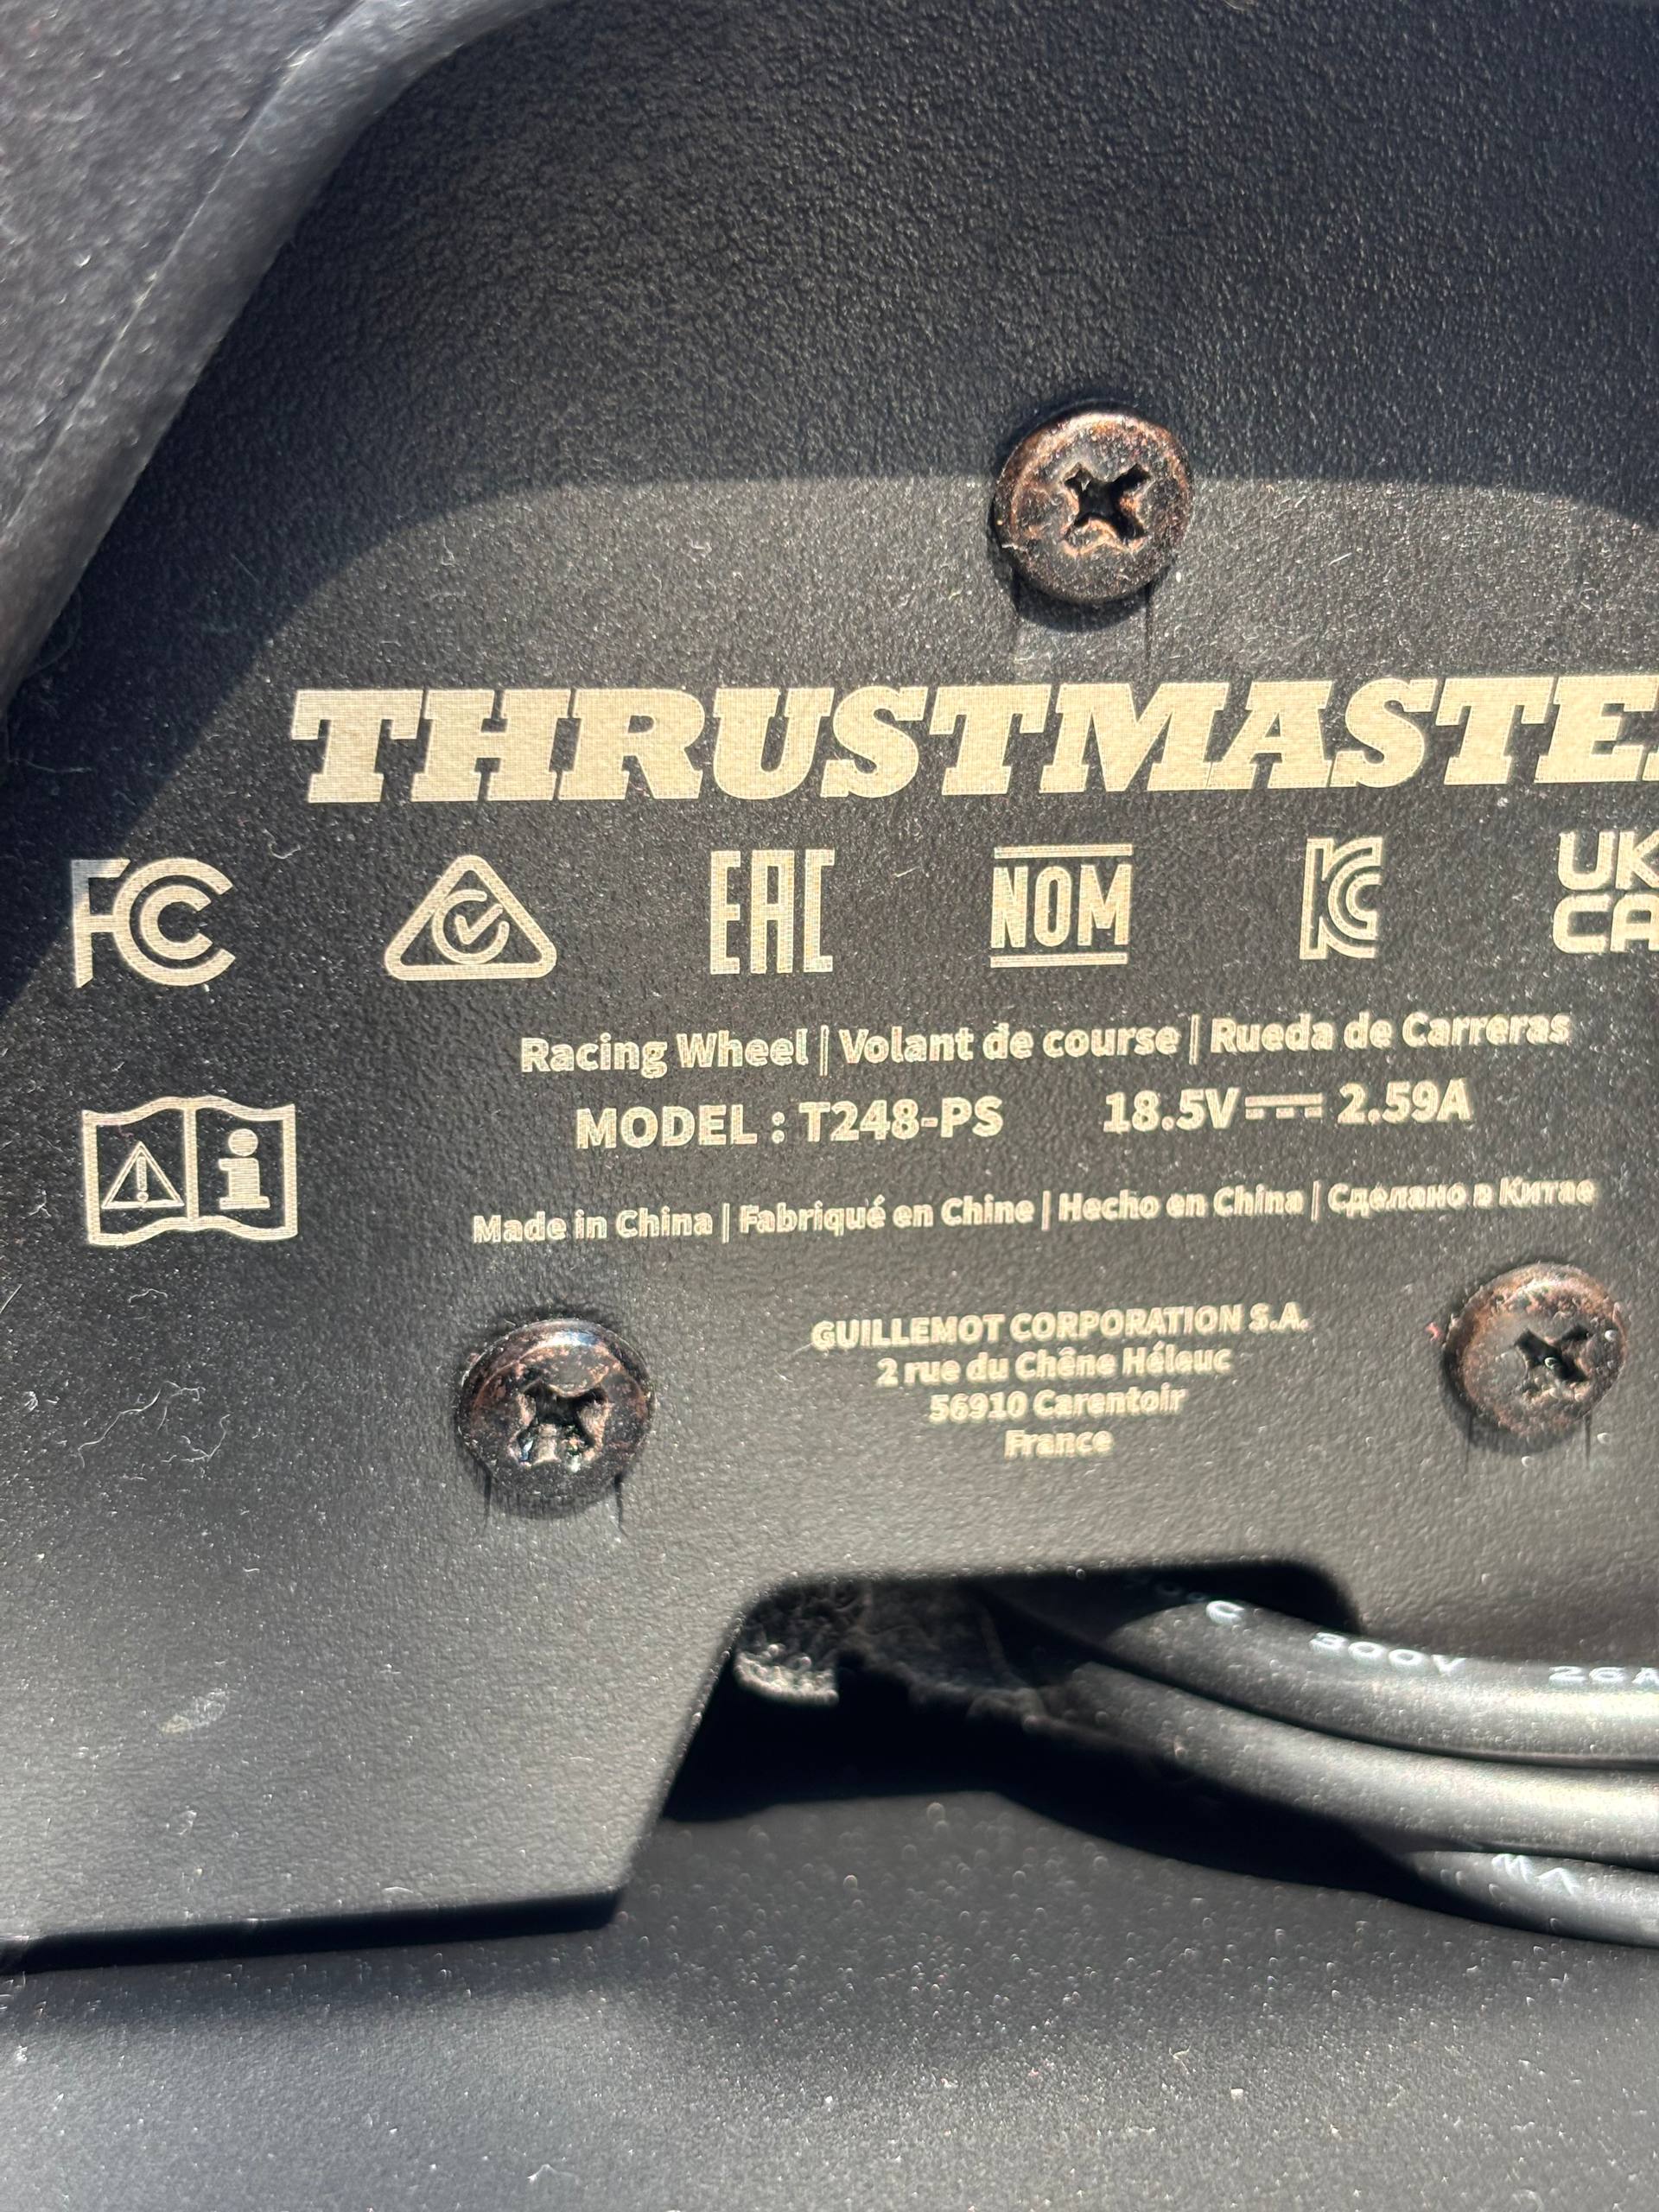 THRUSTMASTE
FC EAC NOM KC UK
CA
Racing Wheel | Volant de course | Rueda de Carreras
MODEL : T248-PS 18.5V 2.59A
Made in China | Fabriqué en Chine | Hecho en China | Сделано в Китае
GUILLEMOT CORPORATION S.A.
2 rue du Chêne Héleuc
56910 Carentoir
France
°C 300V 26A